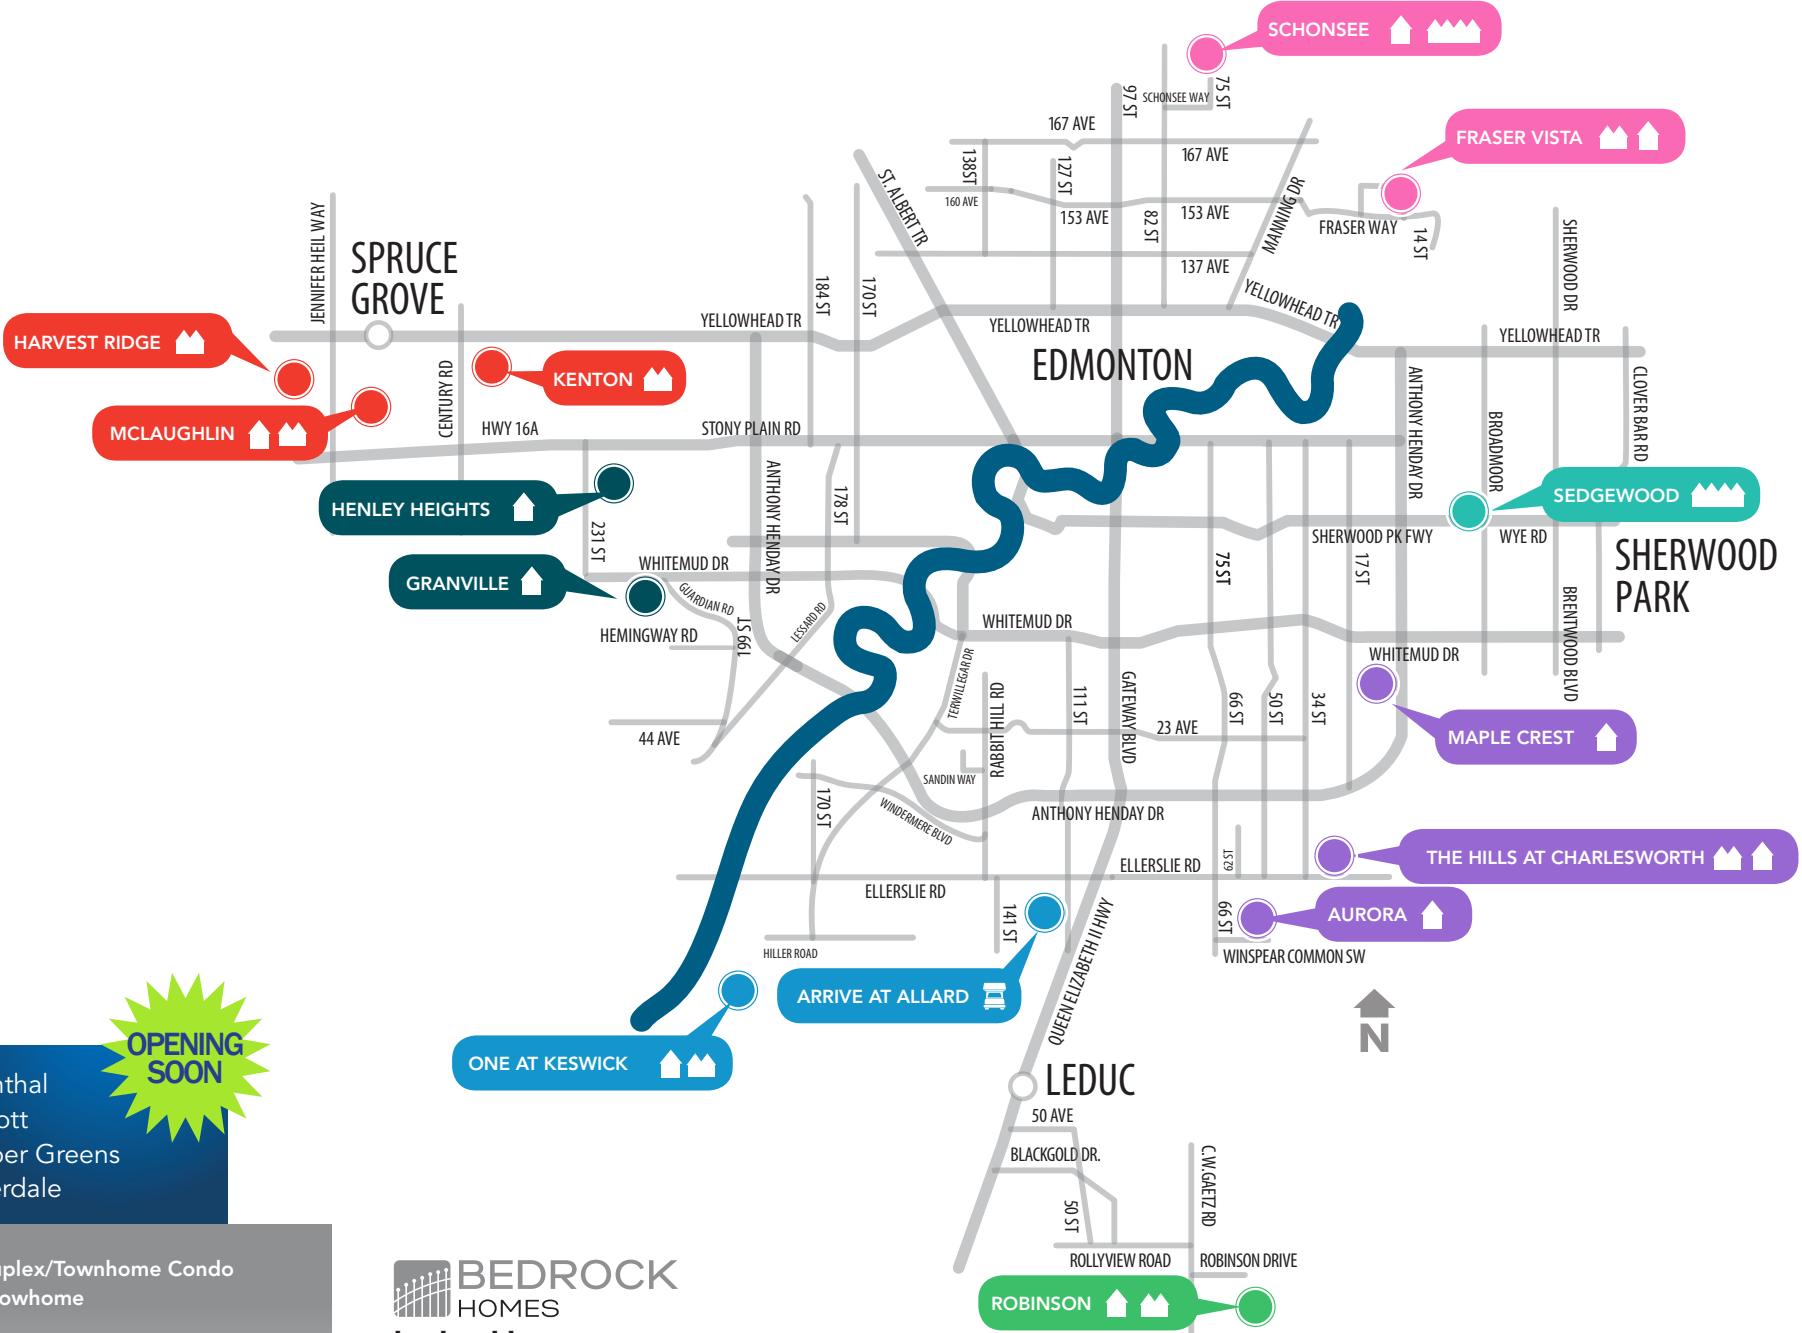 SCHONSEE
75 ST
97 ST
SCHONSEE WAY
167 AVE
167 AVE
FRASER VISTA
138ST
127 ST
ST. ALBERT TR
160 AVE
153 AVE
153 AVE
82 ST
MANNING DR
FRASER WAY
14 ST
SHERWOOD DR
137 AVE
JENNIFER HEIL WAY
SPRUCE
GROVE
184 ST
170 ST
YELLOWHEAD TR
YELLOWHEAD TR
YELLOWHEAD TR
YELLOWHEAD TR
HARVEST RIDGE
EDMONTON
KENTON
CENTURY RD
MCLAUGHLIN
HWY 16A
STONY PLAIN RD
ANTHONY HENDAY DR
BROADMOOR
CLOVER BAR RD
HENLEY HEIGHTS
ANTHONY HENDAY DR
178 ST
SEDGEWOOD
231 ST
SHERWOOD PK FWY
WYE RD
SHERWOOD
PARK
WHITEMUD DR
75 ST
17 ST
GRANVILLE
GUARDIAN RD
LESSARD RD
HEMINGWAY RD
199 ST
WHITEMUD DR
BRENTWOOD BLVD
WHITEMUD DR
TERWILLEGAR DR
RABBIT HILL RD
111 ST
GATEWAY BLVD
66 ST
50 ST
34 ST
23 AVE
44 AVE
MAPLE CREST
SANDIN WAY
170 ST
WINDERMERE BLVD
ANTHONY HENDAY DR
62 ST
ELLERSLIE RD
THE HILLS AT CHARLESWORTH
ELLERSLIE RD
141 ST
66 ST
AURORA
HILLER ROAD
WINSPEAR COMMON SW
QUEEN ELIZABETH II HWY
ARRIVE AT ALLARD
N
ONE AT KESWICK
OPENING
SOON
LEDUC
50 AVE
BLACKGOLD DR.
50 ST
C.W.GAETZ RD
ROLLYVIEW ROAD
ROBINSON DRIVE
ROBINSON
Greens
Townhome Condo
BEDROCK
HOMES